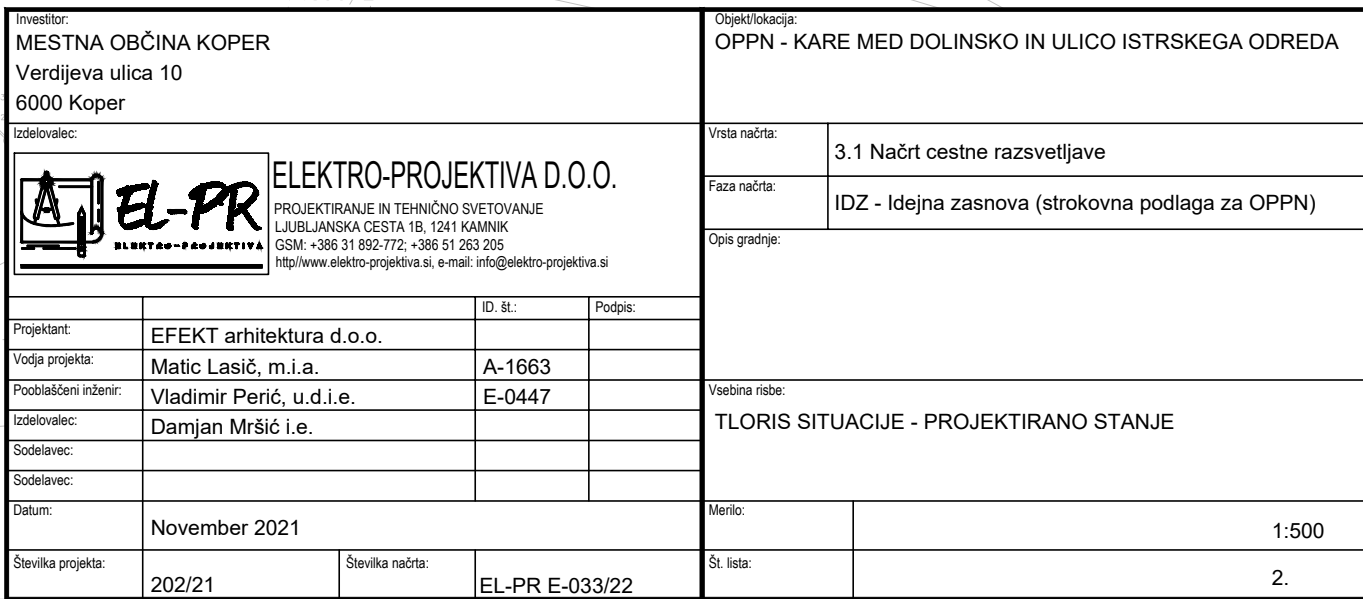 Investitor:
MESTNA OBČINA KOPER
Verdijeva ulica 10
6000 Koper
Objekt/lokacija:
OPPN - KARE MED DOLINSKO IN ULICO ISTRSKEGA ODREDA
Izdelovalec:
EL-PR
ELEKTRO-PROJEKTIVA
ELEKTRO-PROJEKTIVA D.O.O.
PROJEKTIRANJE IN TEHNIČNO SVETOVANJE
LJUBLJANSKA CESTA 1B, 1241 KAMNIK
GSM: +386 31 892-772; +386 51 263 205
http//www.elektro-projektiva.si, e-mail: info@elektro-projektiva.si
Vrsta načrta:
3.1 Načrt cestne razsvetljave
Faza načrta:
IDZ - Idejna zasnova (strokovna podlaga za OPPN)
Opis gradnje:
ID. št.: Podpis:
Projektant: EFEKT arhitektura d.o.o.
Vodja projekta: Matic Lasič, m.i.a. A-1663
Pooblaščeni inženir: Vladimir Perić, u.d.i.e. E-0447
Izdelovalec: Damjan Mršić i.e.
Sodelavec:
Sodelavec:
Vsebina risbe:
TLORIS SITUACIJE - PROJEKTIRANO STANJE
Datum: November 2021
Merilo: 1:500
Številka projekta: 202/21 Številka načrta: EL-PR E-033/22
Št. lista: 2.